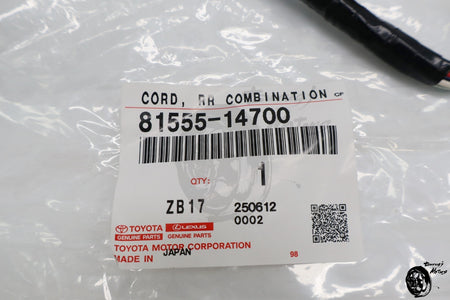 CORD, RR COMBINATION CF
81555-14700
QTY: 1
ZB17 250612
0002
TOYOTA LEXUS
GENUINE PARTS GENUINE PARTS
TOYOTA MOTOR CORPORATION
MADE IN JAPAN 98